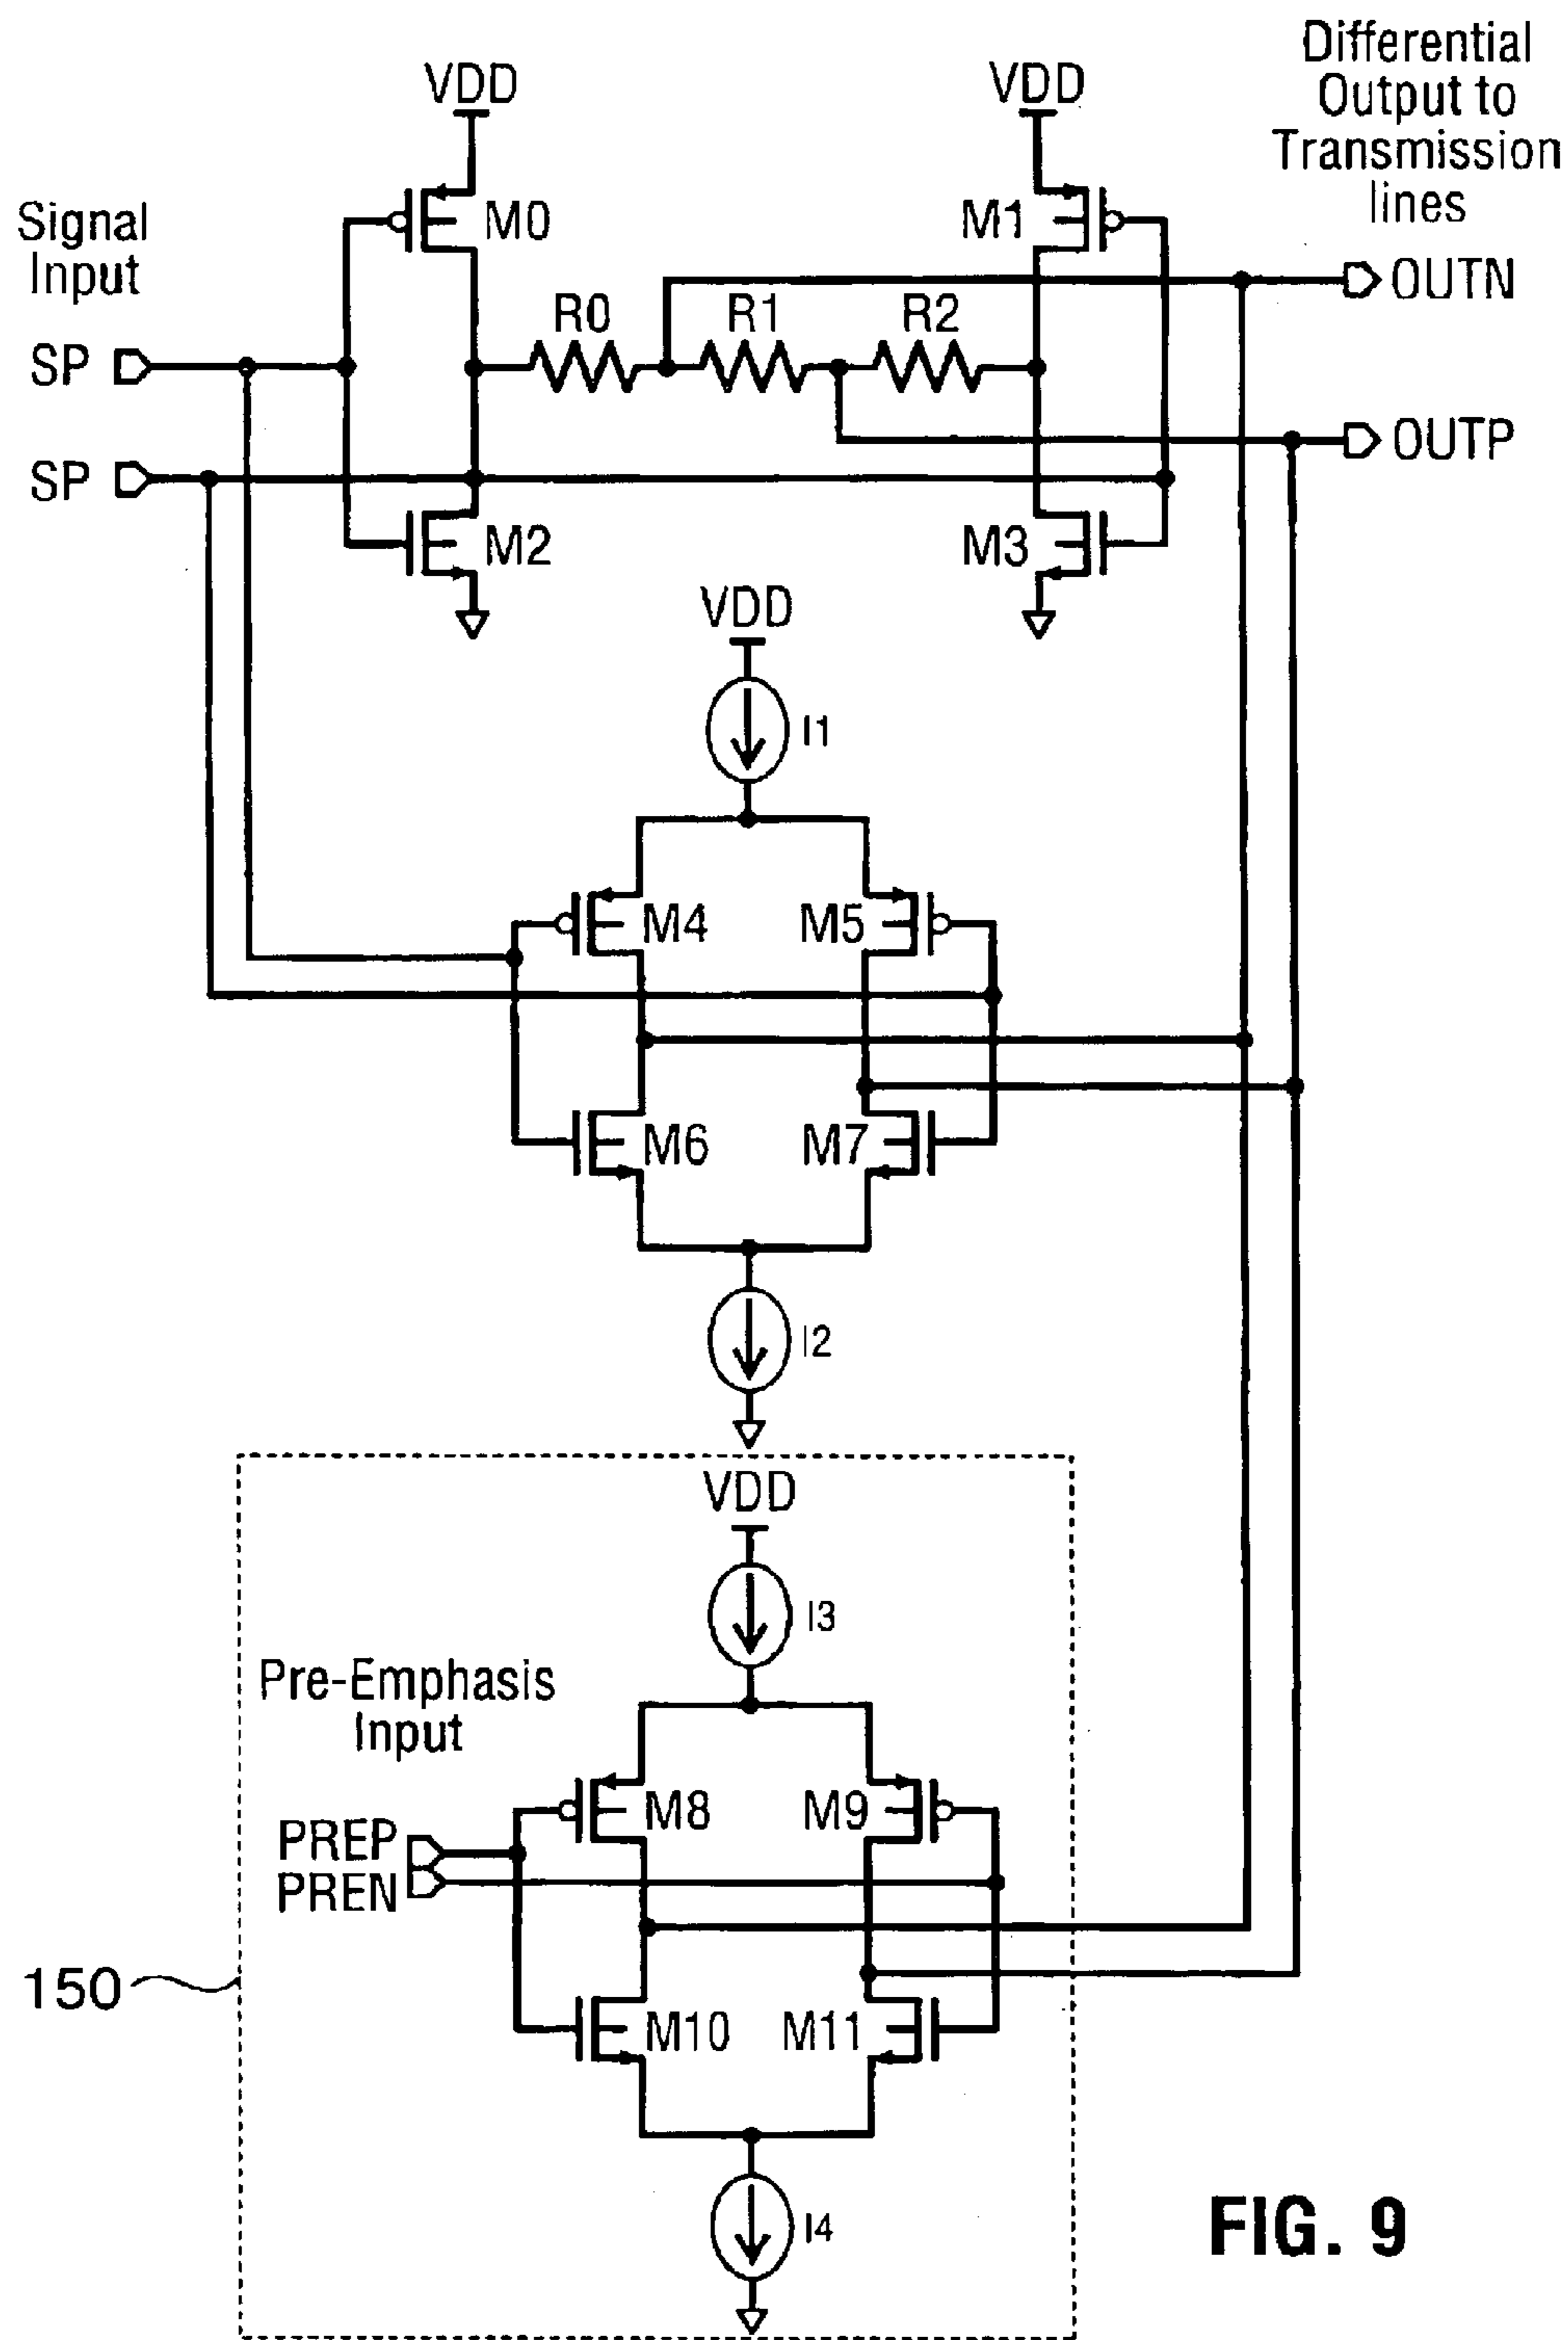 Differential
Output to
Transmission
lines
VDD
VDD
Signal
Input
M0
M1
OUTN
R0
R1
R2
SP
OUTP
SP
M2
M3
VDD
I1
M4
M5
M6
M7
I2
VDD
I3
Pre-Emphasis
Input
M8
M9
PREP
PREN
150
M10
M11
I4
FIG. 9